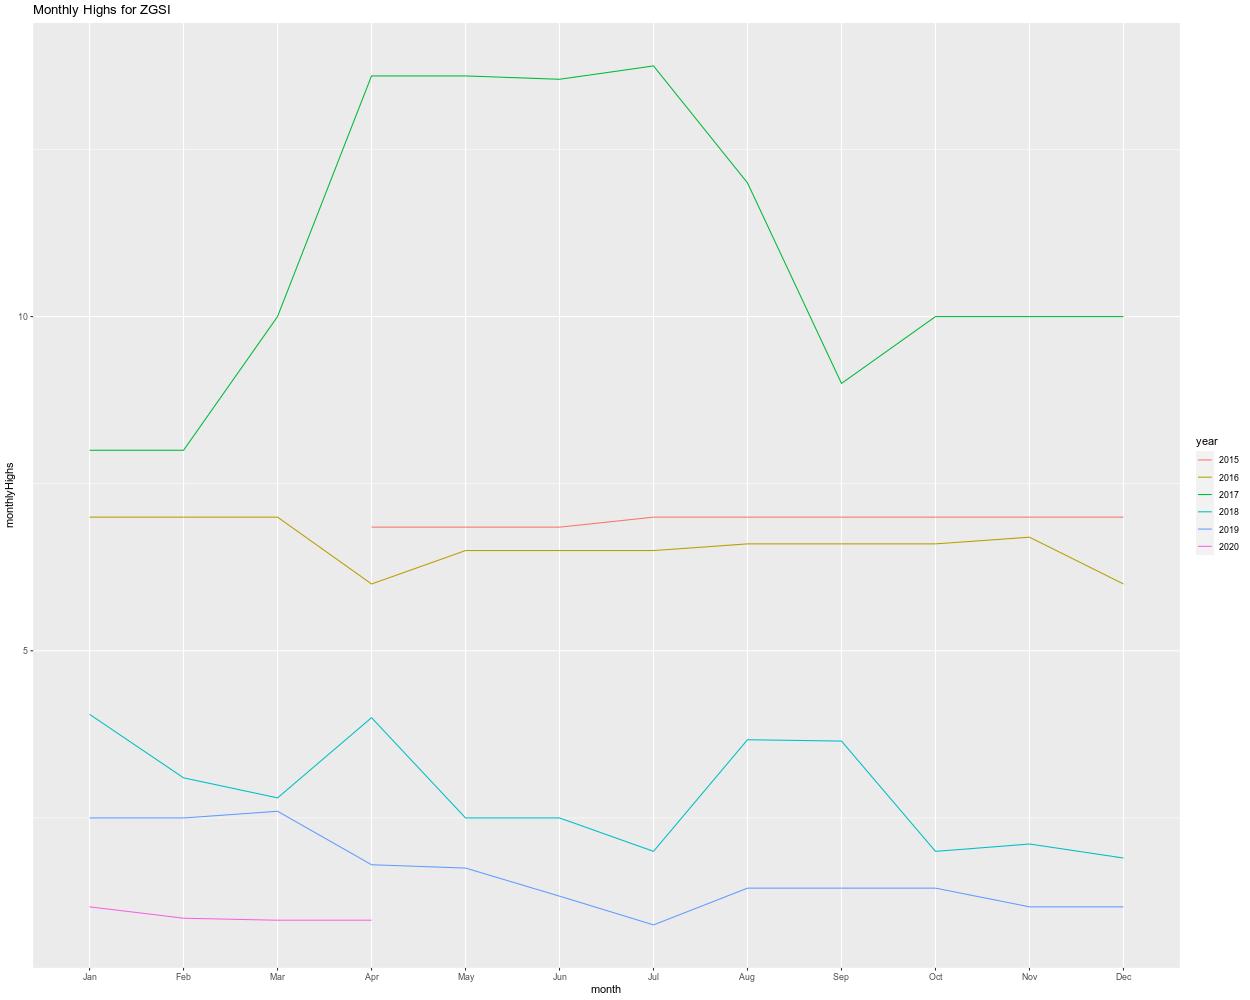 Monthly Highs for ZGSI
monthlyHighs
10
5
Jan Feb Mar Apr May Jun Jul Aug Sep Oct Nov Dec
month
year
2015
2016
2017
2018
2019
2020